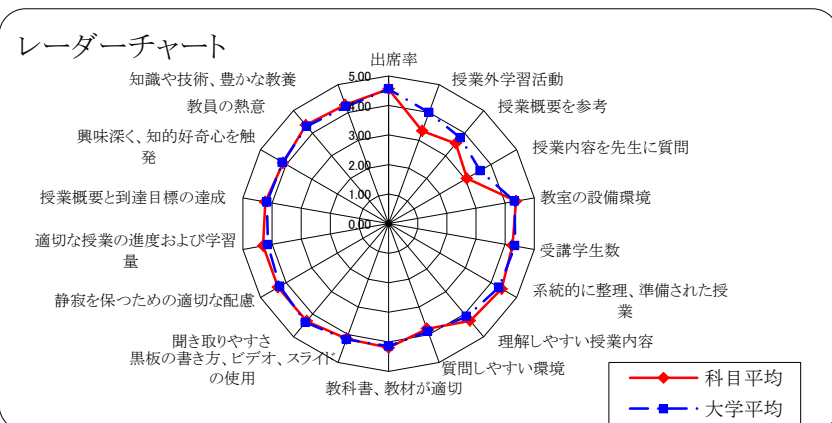 レーダーチャート
出席率
授業外学習活動
授業概要を参考
授業内容を先生に質問
教室の設備環境
受講学生数
系統的に整理、準備された授
業
理解しやすい授業内容
質問しやすい環境
教科書、教材が適切
黒板の書き方、ビデオ、スライド
の使用
聞き取りやすさ
静寂を保つための適切な配慮
適切な授業の進度および学習
量
授業概要と到達目標の達成
興味深く、知的好奇心を触
発
教員の熱意
知識や技術、豊かな教養
5.00
4.00
3.00
2.00
1.00
0.00
科目平均
大学平均